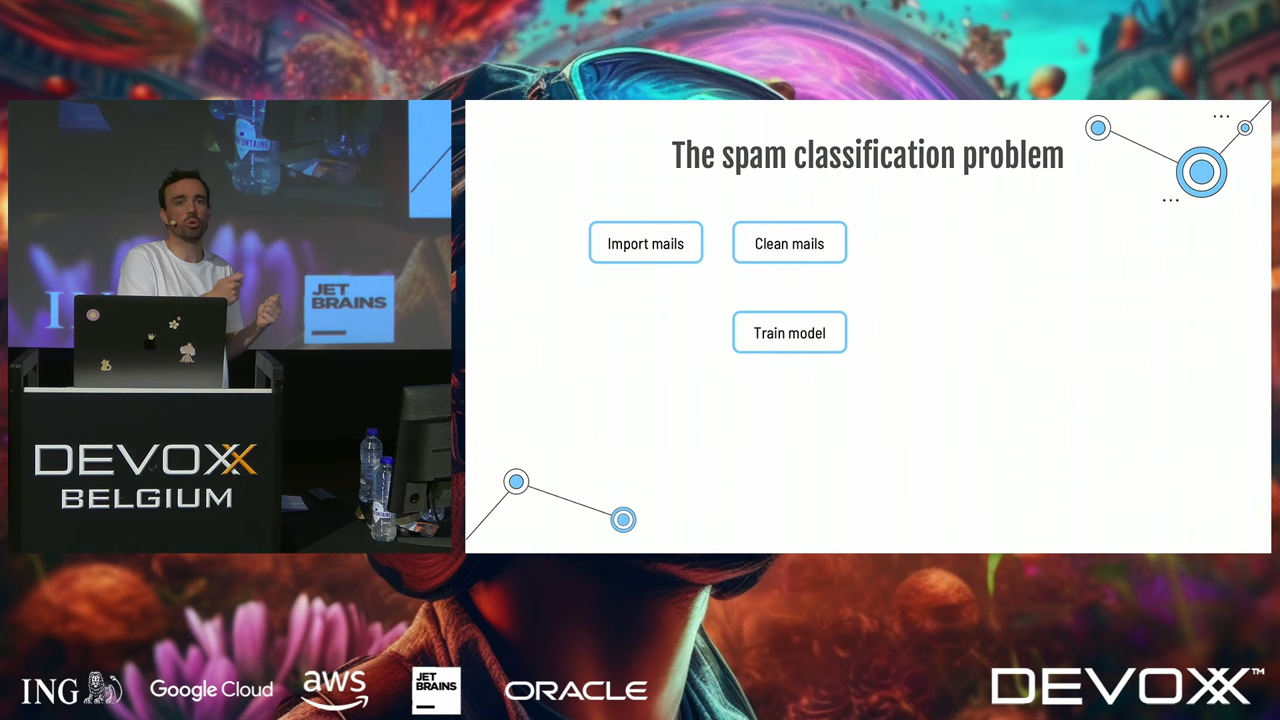 The spam classification problem
Import mails
Clean mails
Train model
JET
BRAINS
DEVOXX
BELGIUM
ING
Google Cloud
aws
JET
BRAINS
ORACLE
DEVOXX™